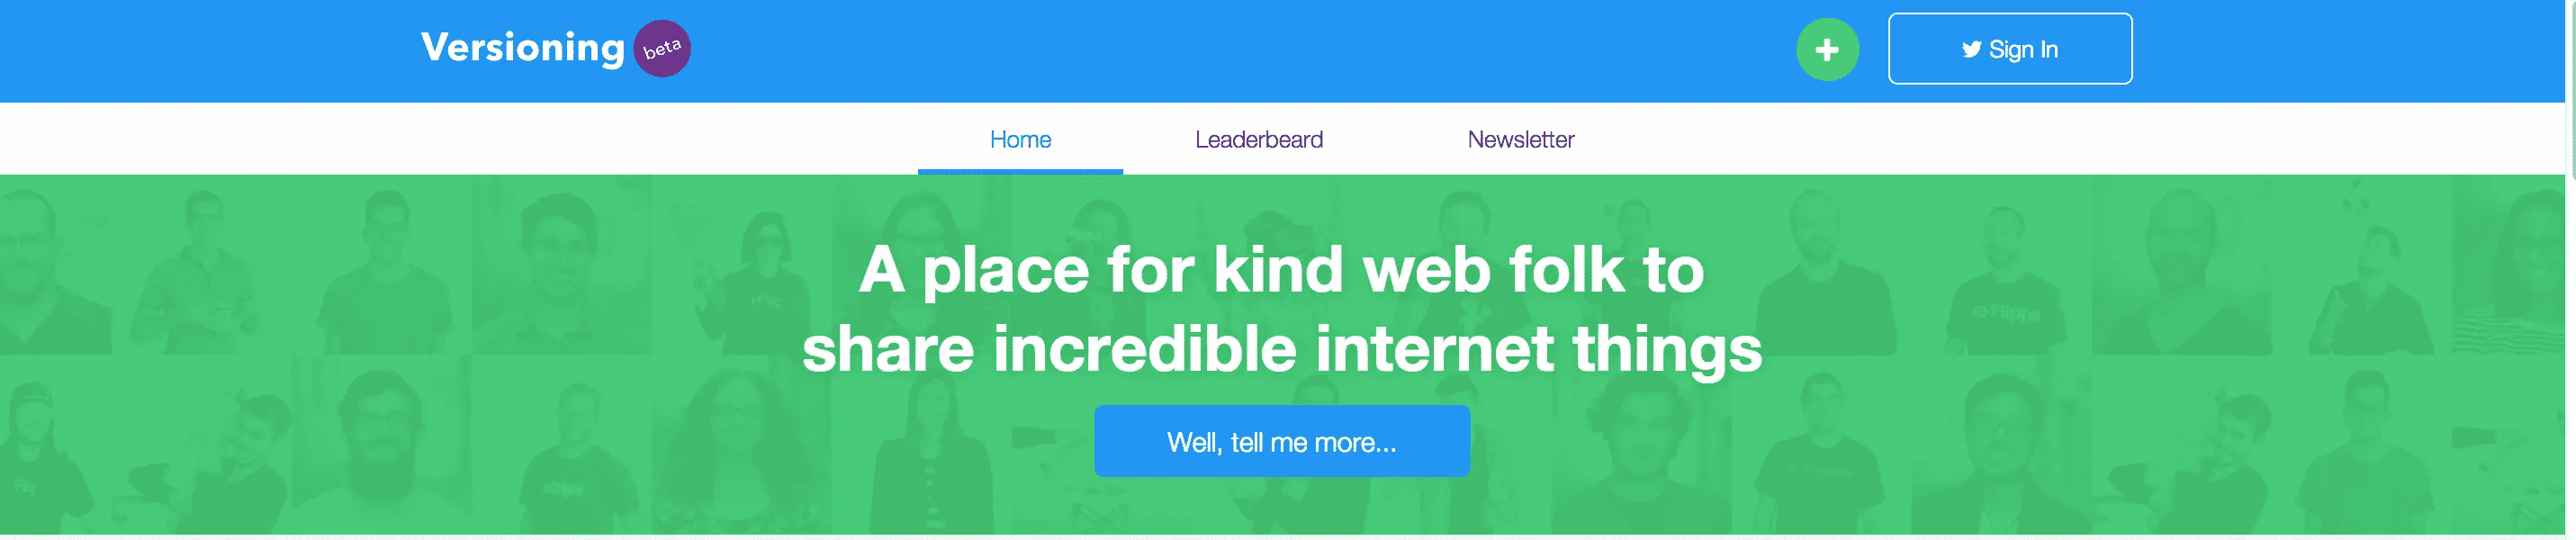 Versioning beta
+ Sign In
Home Leaderbeard Newsletter
A place for kind web folk to
share incredible internet things
Well, tell me more...
Flippa